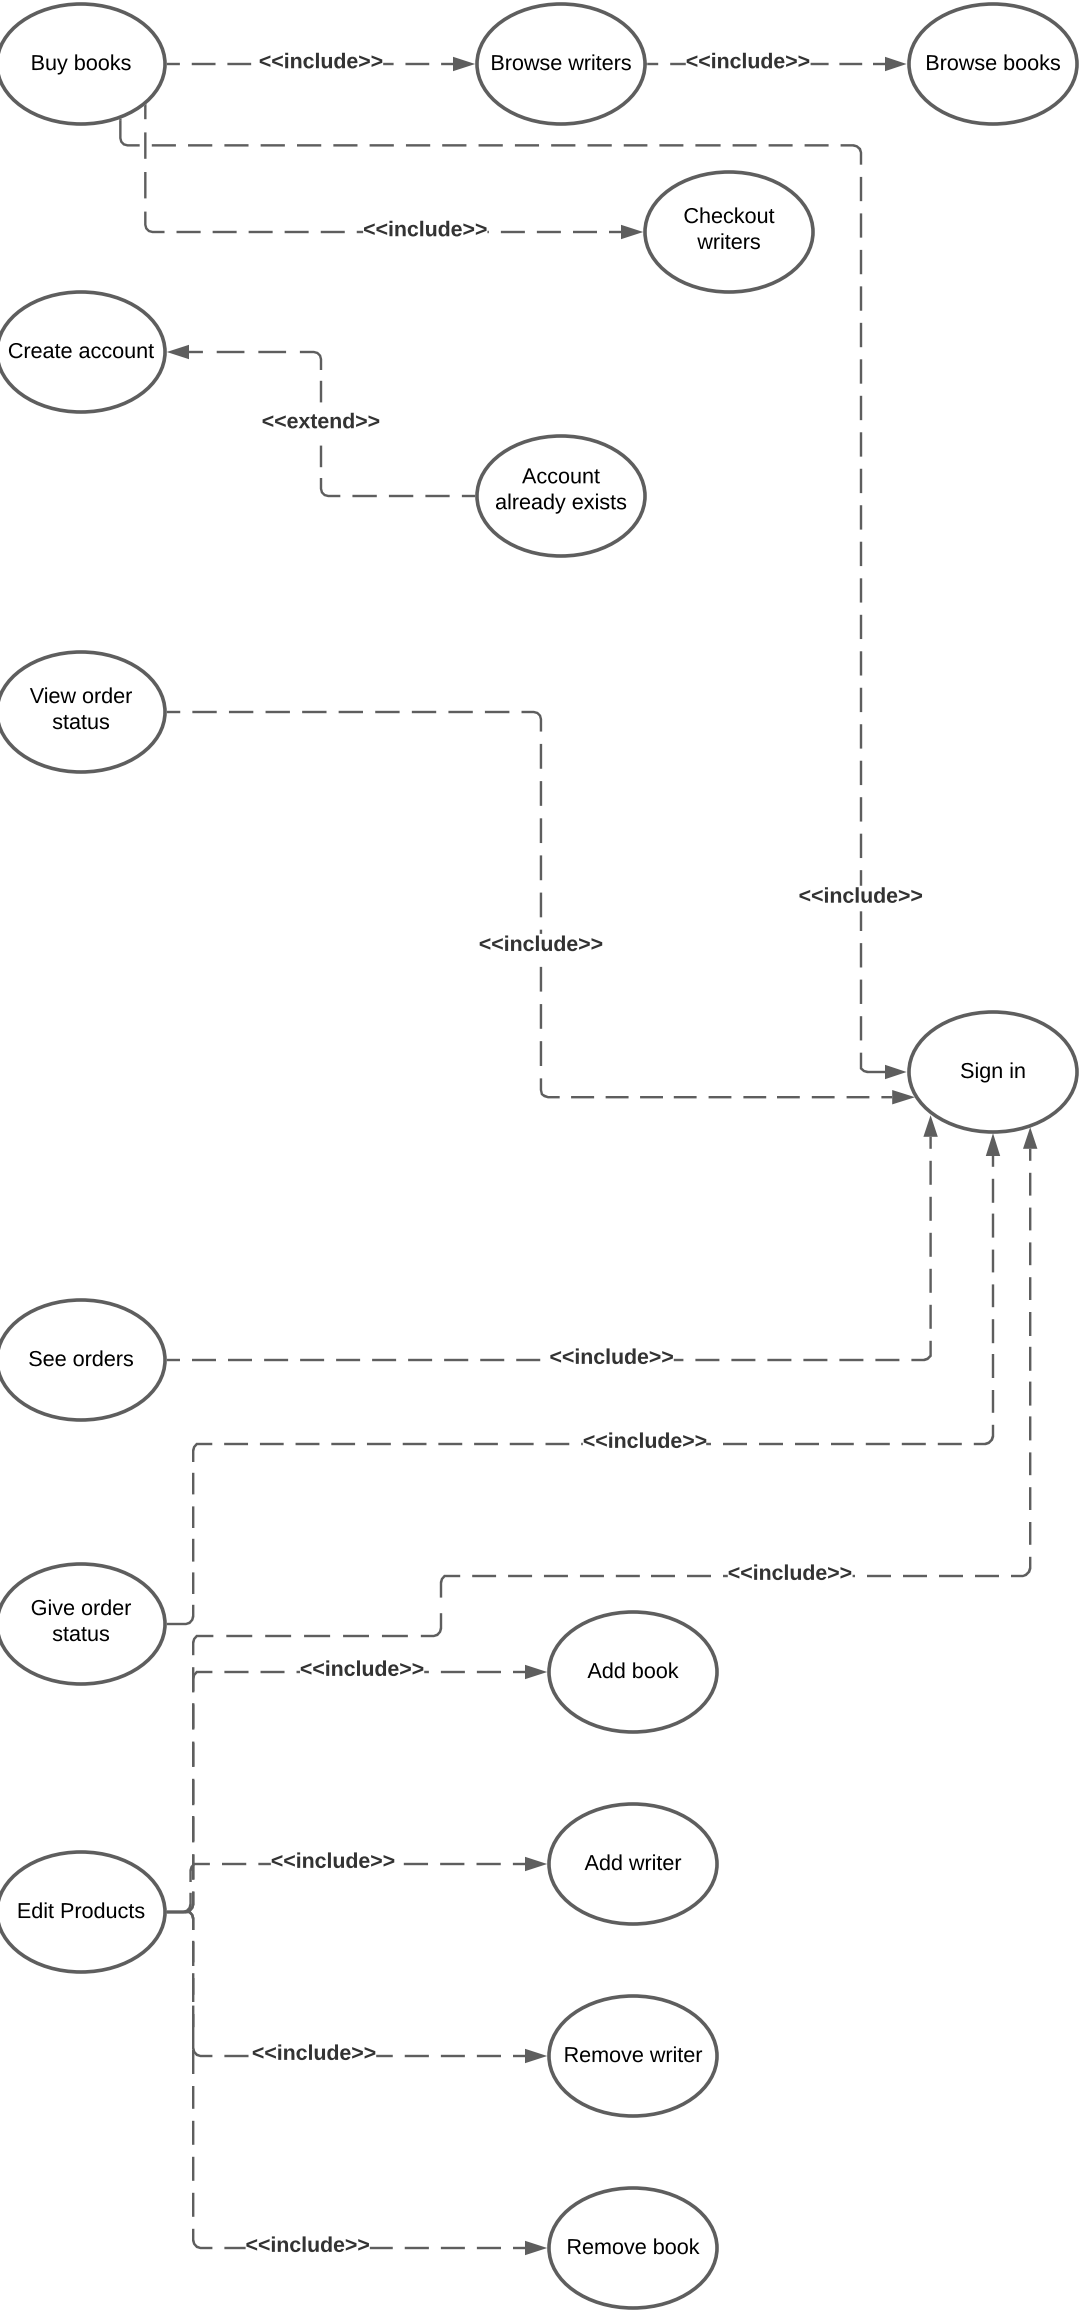 Buy books
<<include>>
Browse writers
<<include>>
Browse books
Checkout
writers
<<include>>
Create account
<<extend>>
Account
already exists
View order
status
<<include>>
<<include>>
Sign in
See orders
<<include>>
<<include>>
Give order
status
<<include>>
<<include>>
Add book
<<include>>
Add writer
Edit Products
<<include>>
Remove writer
<<include>>
Remove book